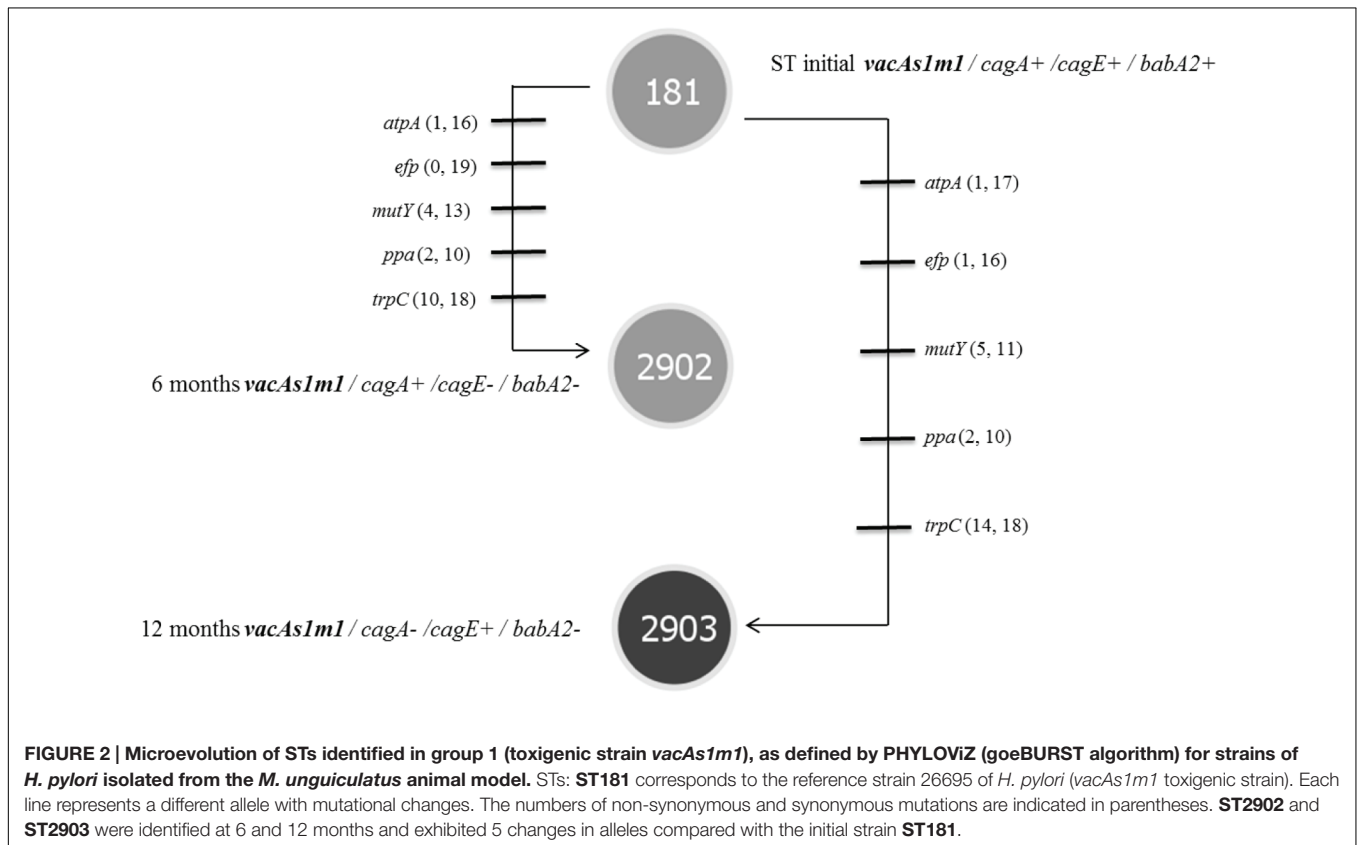 181
ST initial vacAs1m1 / cagA+ /cagE+ / babA2+
atpA (1, 16)
efp (0, 19)
mutY (4, 13)
ppa (2, 10)
trpC (10, 18)
atpA (1, 17)
efp (1, 16)
mutY (5, 11)
ppa (2, 10)
trpC (14, 18)
2902
6 months vacAs1m1 / cagA+ /cagE- / babA2-
12 months vacAs1m1 / cagA- /cagE+ / babA2-
2903
FIGURE 2 | Microevolution of STs identified in group 1 (toxigenic strain vacAs1m1), as defined by PHYLOViZ (goeBURST algorithm) for strains of
H. pylori isolated from the M. unguiculatus animal model. STs: ST181 corresponds to the reference strain 26695 of H. pylori (vacAs1m1 toxigenic strain). Each
line represents a different allele with mutational changes. The numbers of non-synonymous and synonymous mutations are indicated in parentheses. ST2902 and
ST2903 were identified at 6 and 12 months and exhibited 5 changes in alleles compared with the initial strain ST181.